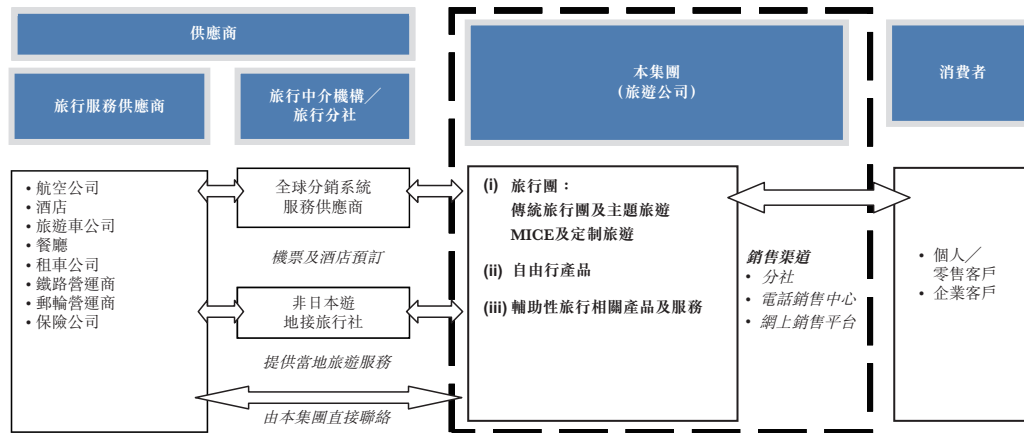 供應商
旅行服務供應商
旅行中介機構／
旅行分社
本集團
(旅遊公司)
消費者
• 航空公司
• 酒店
• 旅遊車公司
• 餐廳
• 租車公司
• 鐵路營運商
• 郵輪營運商
• 保險公司
全球分銷系統
服務供應商
機票及酒店預訂
非日本遊
地接旅行社
提供當地旅遊服務
由本集團直接聯絡
(i) 旅行團：
傳統旅行團及主題旅遊
MICE及定制旅遊
(ii) 自由行產品
(iii) 輔助性旅行相關產品及服務
銷售渠道
• 分社
• 電話銷售中心
• 網上銷售平台
• 個人／
零售客戶
• 企業客戶